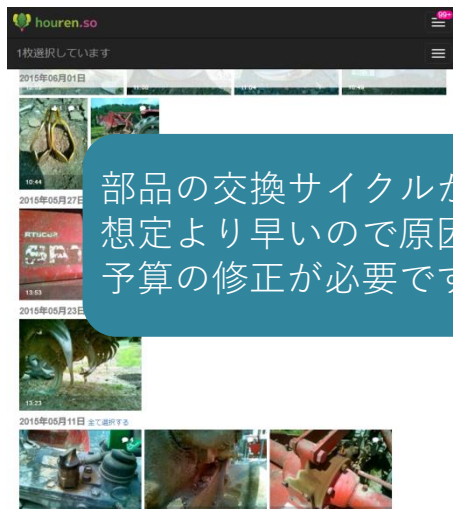 houren.so
99+
1枚選択しています
2015年06月01日
10:44
部品の交換サイクルが
想定より早いので原因
予算の修正が必要です
2015年05月27日
13:53
2015年05月23日
13:23
2015年05月11日 全て選択する